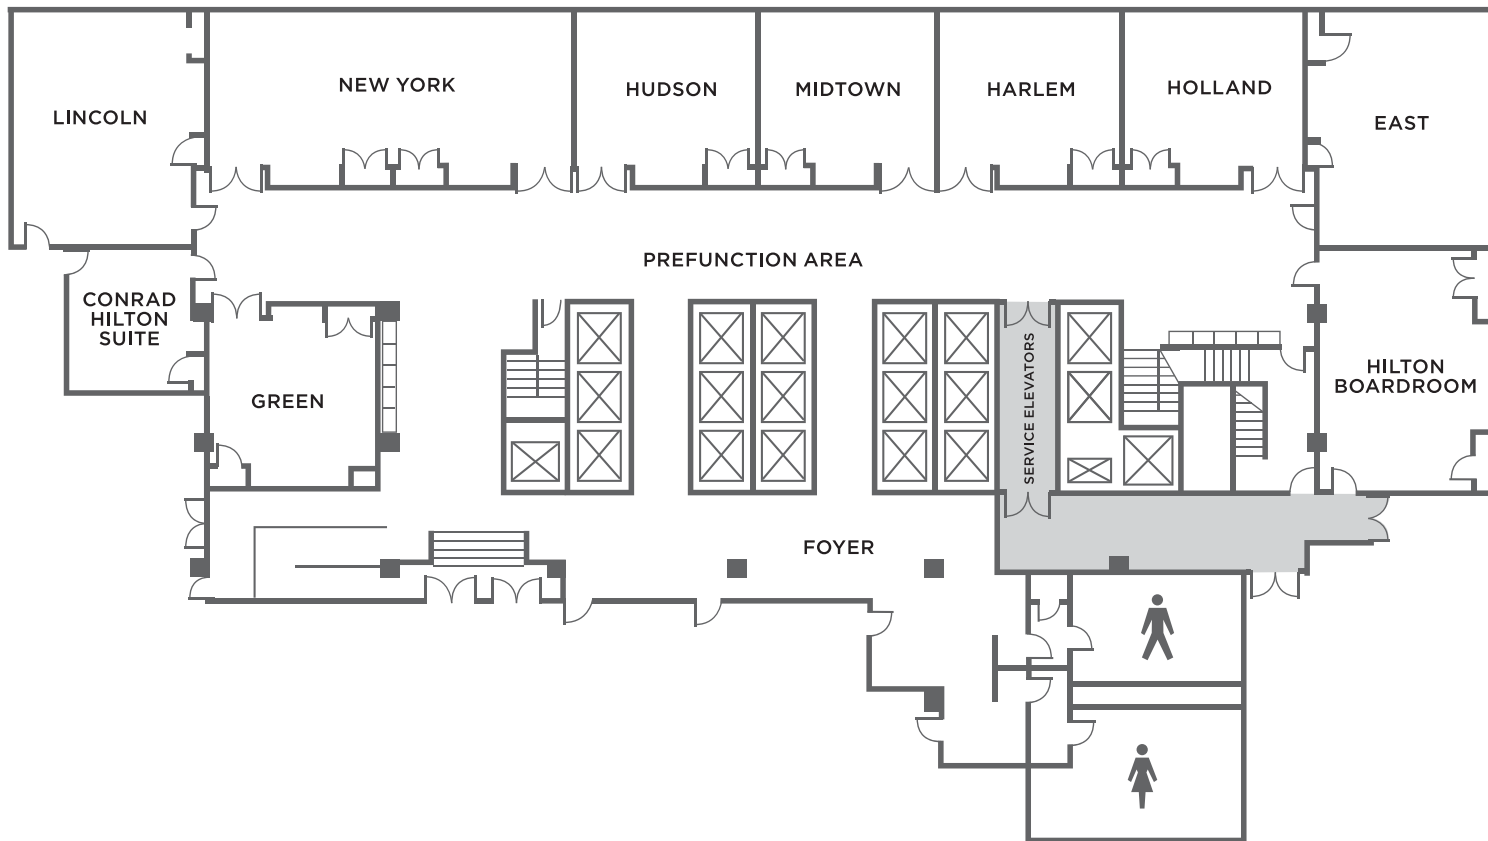 LINCOLN
NEW YORK
HUDSON
MIDTOWN
HARLEM
HOLLAND
EAST
PREFUNCTION AREA
CONRAD
HILTON
SUITE
GREEN
SERVICE ELEVATORS
HILTON
BOARDROOM
FOYER